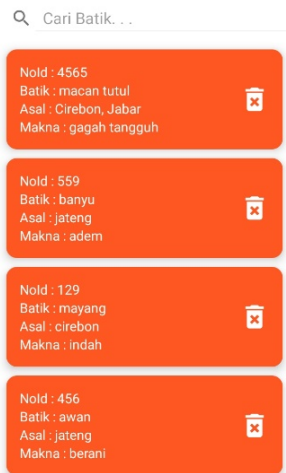 Cari Batik. . .
NoId : 4565
Batik : macan tutul
Asal : Cirebon, Jabar
Makna : gagah tangguh
NoId : 559
Batik : banyu
Asal : jateng
Makna : adem
NoId : 129
Batik : mayang
Asal : cirebon
Makna : indah
NoId : 456
Batik : awan
Asal : jateng
Makna : berani